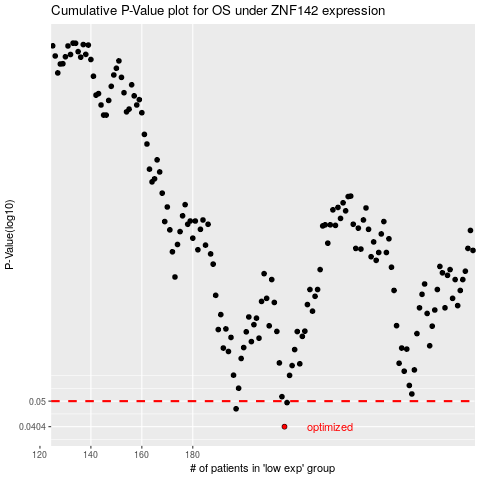 Cumulative P-Value plot for OS under ZNF142 expression
P-Value(log10)
0.05
0.0404
optimized
120 140 160 180
# of patients in 'low exp' group